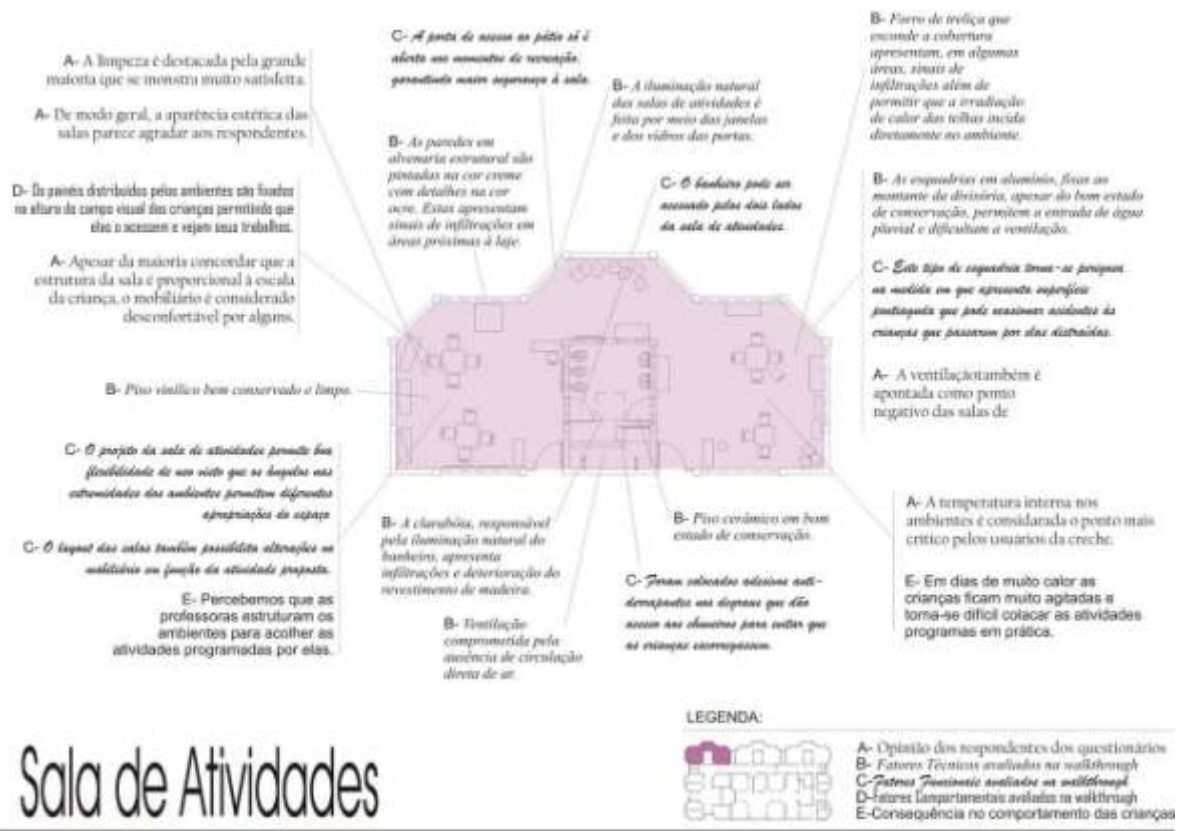 A- A limpeza é destacada pela grande
maioria que se monstra muito satisfeita.
A- De modo geral, a aparência estética das
salas parece agradar aos respondentes.
D- Os painéis distribuidos pelos ambientes são fixados
na altura do campo visual das crianças permitindo que
elas o acessem e vejam seus trabalhos.
A- Apesar da maioria concordar que a
estrutura da sala é proporcional à escala
da criança, o mobiliário é considerado
desconfortável por alguns.
B- Piso vinílico bem conservado e limpo.
C- O projeto da sala de atividades permite boa
flexibilidade de uso visto que os ângulos nas
extremidades dos ambientes permitem diferentes
apropriações do espaço.
C- O layout das salas também possibilita alterações no
mobiliário em função da atividade proposta.
E- Percebemos que as
professoras estruturam os
ambientes para acolher as
atividades programadas por elas.
C- A porta de acesso ao pátio só é
aberta nos momentos de recreação,
garantindo maior segurança à sala.
B- As paredes em
alvenaria estrutural são
pintadas na cor creme
com detalhes na cor
ocre. Estas apresentam
sinais de infiltrações em
áreas próximas à laje.
B- A iluminação natural
das salas de atividades é
feita por meio das janelas
e dos vidros das portas.
C- O banheiro pode ser
acessado pelos dois lados
da sala de atividades.
B- Forro de treliça que
esconde a cobertura
apresentam, em algumas
áreas, sinais de
infiltrações além de
permitir que a irradiação
de calor das telhas incida
diretamente no ambiente.
B- As esquadrias em alumínio, fixas ao
montante da divisória, apesar do bom estado
de conservação, permitem a entrada de água
pluvial e dificultam a ventilação.
C- Este tipo de esquadria torna-se perigosa
na medida em que apresenta superfície
pontiaguda que pode ocasionar acidentes às
crianças que passarem por elas distraídas.
A- A ventilaçãotambém é
apontada como ponto
negativo das salas de
B- A clarabóia, responsável
pela iluminação natural do
banheiro, apresenta
infiltrações e deterioração do
revestimento de madeira.
B- Ventilação
comprometida pela
ausência de circulação
direta de ar.
B- Piso cerâmico em bom
estado de conservação.
C- Foram colocados adesivos anti-
derrapantes nos degraus que dão
acesso aos chuveiros para evitar que
as crianças escorregassem.
A- A temperatura interna nos
ambientes é considarada o ponto mais
crítico pelos usuários da creche.
E- Em dias de muito calor as
crianças ficam muito agitadas e
torna-se difícil colacar as atividades
programas em prática.
Sala de Atividades
LEGENDA:
A- Opinião dos respondentes dos questionários
B- Fatores Técnicos avaliados na walkthrough
C- Fatores Funcionais avaliados na walkthrough
D- Fatores Comportamentais avaliados na walkthrough
E- Consequência no comportamento das crianças